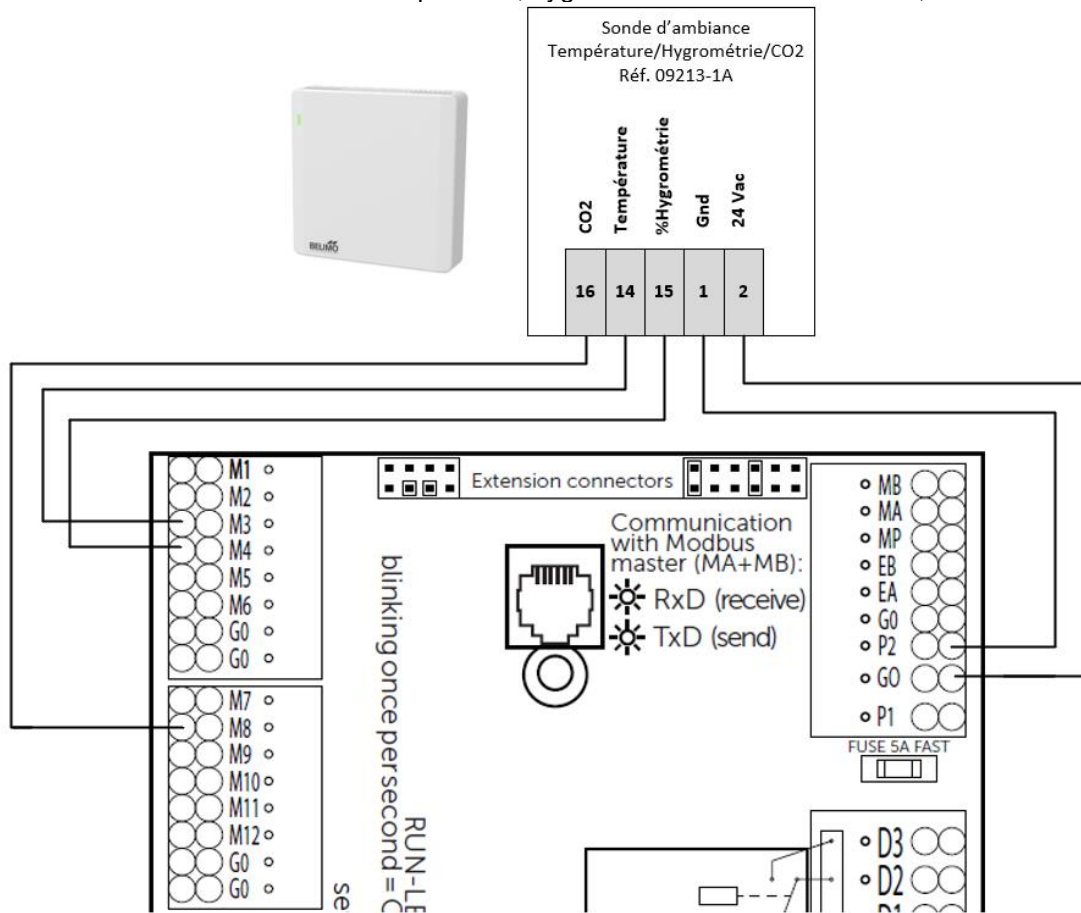 Sonde d'ambiance
Température/Hygrométrie/CO2
Réf. 09213-1A
CO2
Température
%Hygrométrie
Gnd
24 Vac
16 14 15 1 2
BELIMO
M1
M2
M3
M4
M5
M6
G0
G0
M7
M8
M9
M10
M11
M12
G0
G0
Extension connectors
Communication
with Modbus
master (MA+MB):
RxD (receive)
TxD (send)
blinking once per second =
RUN-LE
se
MB
MA
MP
EB
EA
G0
P2
GO
P1
FUSE 5A FAST
D3
D2